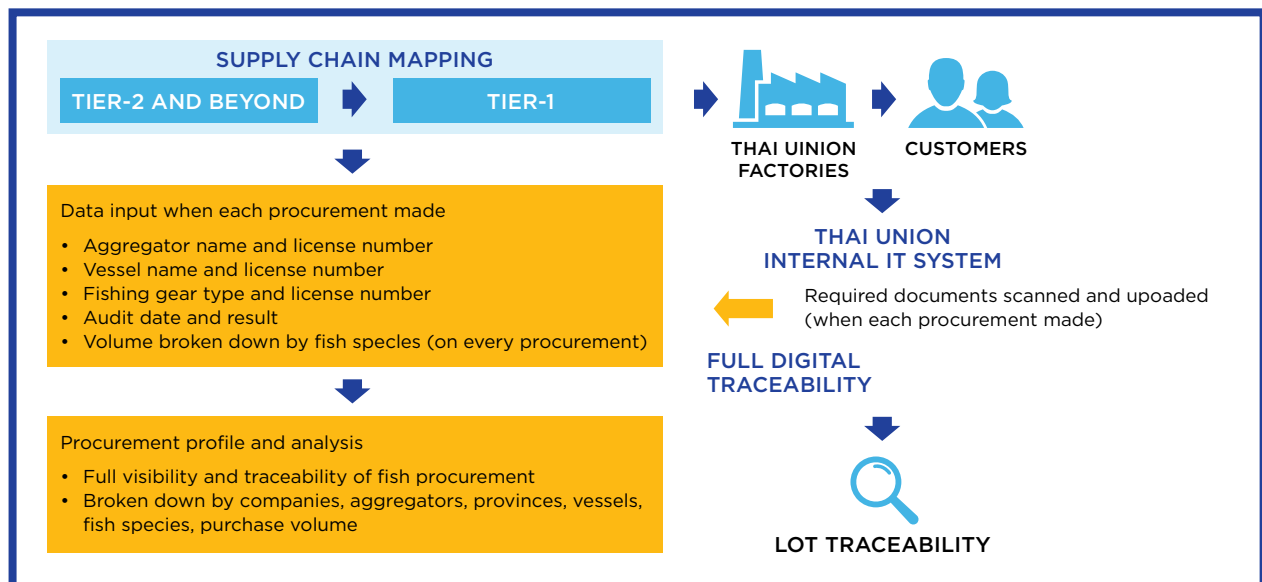 SUPPLY CHAIN MAPPING
TIER-2 AND BEYOND
TIER-1
THAI UINION
FACTORIES
CUSTOMERS
Data input when each procurement made
• Aggregator name and license number
• Vessel name and license number
• Fishing gear type and license number
• Audit date and result
• Volume broken down by fish specles (on every procurement)
Procurement profile and analysis
• Full visibility and traceability of fish procurement
• Broken down by companies, aggregators, provinces, vessels,
fish species, purchase volume
THAI UNION
INTERNAL IT SYSTEM
Required documents scanned and upoaded
(when each procurement made)
FULL DIGITAL
TRACEABILITY
LOT TRACEABILITY